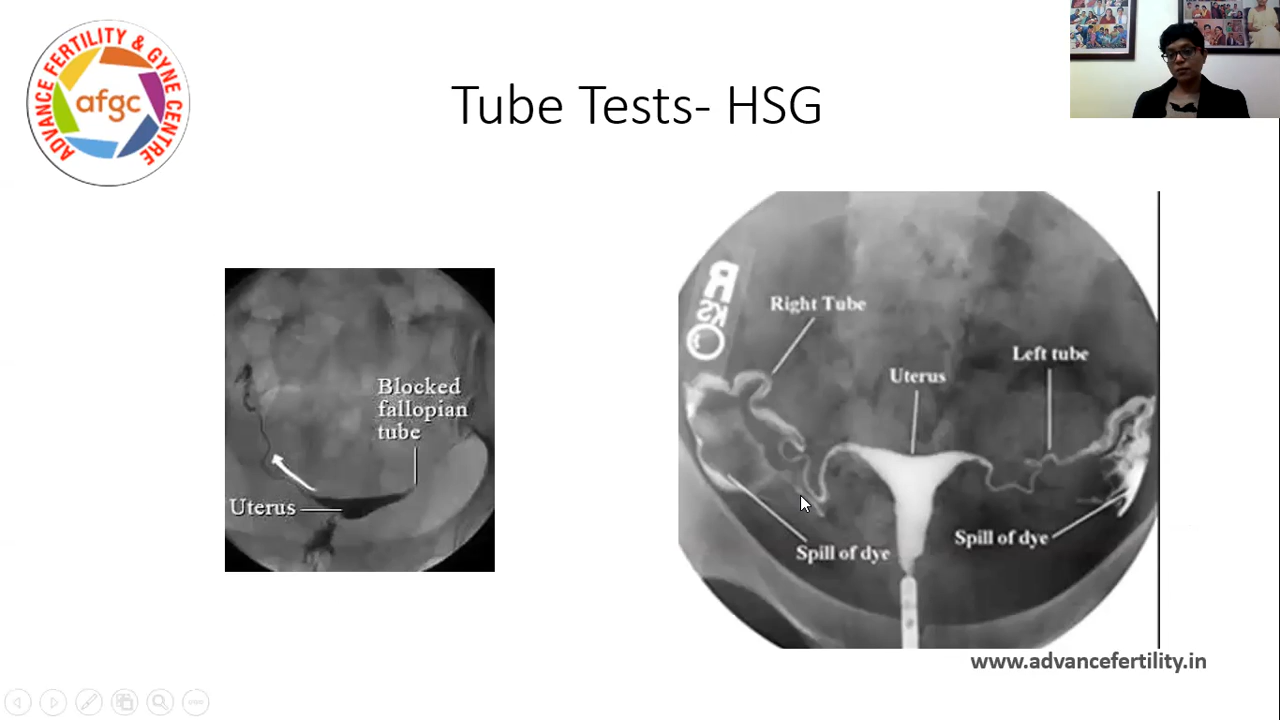 ADVANCE FERTILITY & GYNE CENTRE
afgc
Tube Tests- HSG
Blocked
fallopian
tube
Uterus
Right Tube
Uterus
Left tube
Spill of dye
Spill of dye
www.advancefertility.in